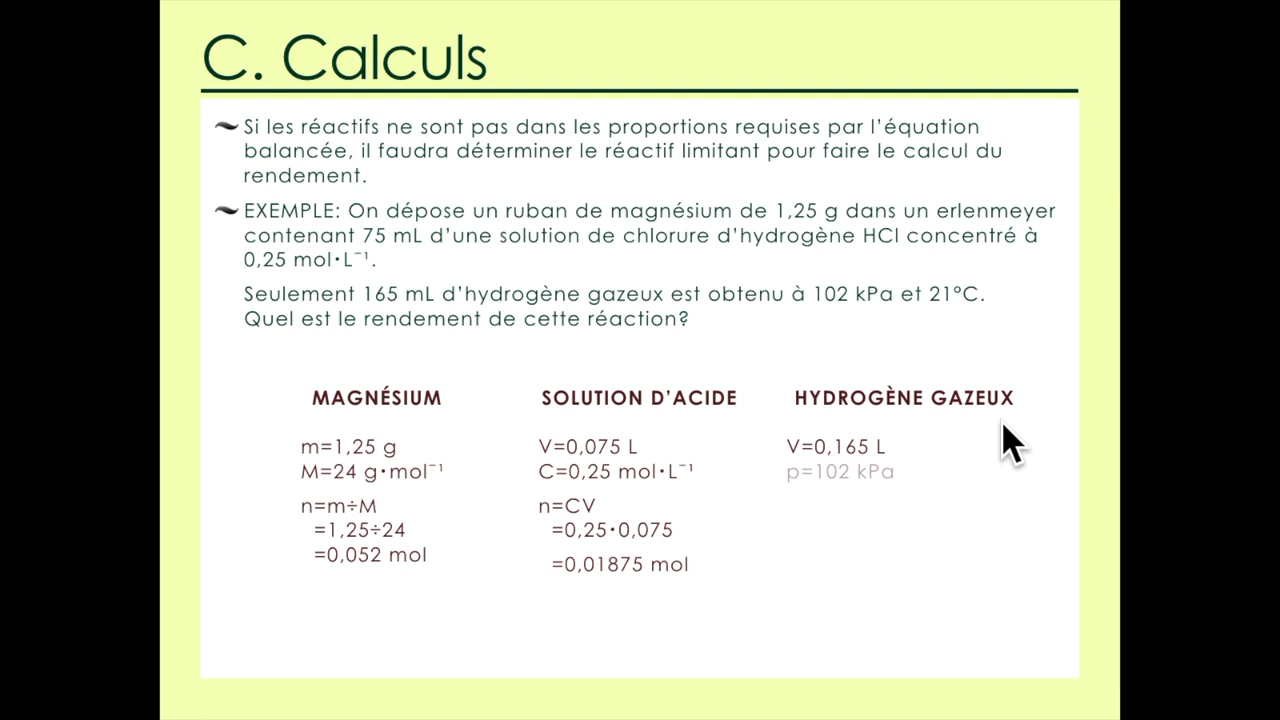 C. Calculs
Si les réactifs ne sont pas dans les proportions requises par l'équation
balancée, il faudra déterminer le réactif limitant pour faire le calcul du
rendement.
EXEMPLE: On dépose un ruban de magnésium de 1,25 g dans un erlenmeyer
contenant 75 mL d'une solution de chlorure d'hydrogène HCl concentré à
0,25 mol·L⁻¹.
Seulement 165 mL d'hydrogène gazeux est obtenu à 102 kPa et 21°C.
Quel est le rendement de cette réaction?
MAGNÉSIUM
m=1,25 g
M=24 g·mol⁻¹
n=m÷M
=1,25÷24
=0,052 mol
SOLUTION D'ACIDE
V=0,075 L
C=0,25 mol·L⁻¹
n=CV
=0,25·0,075
=0,01875 mol
HYDROGÈNE GAZEUX
V=0,165 L
p=102 kPa